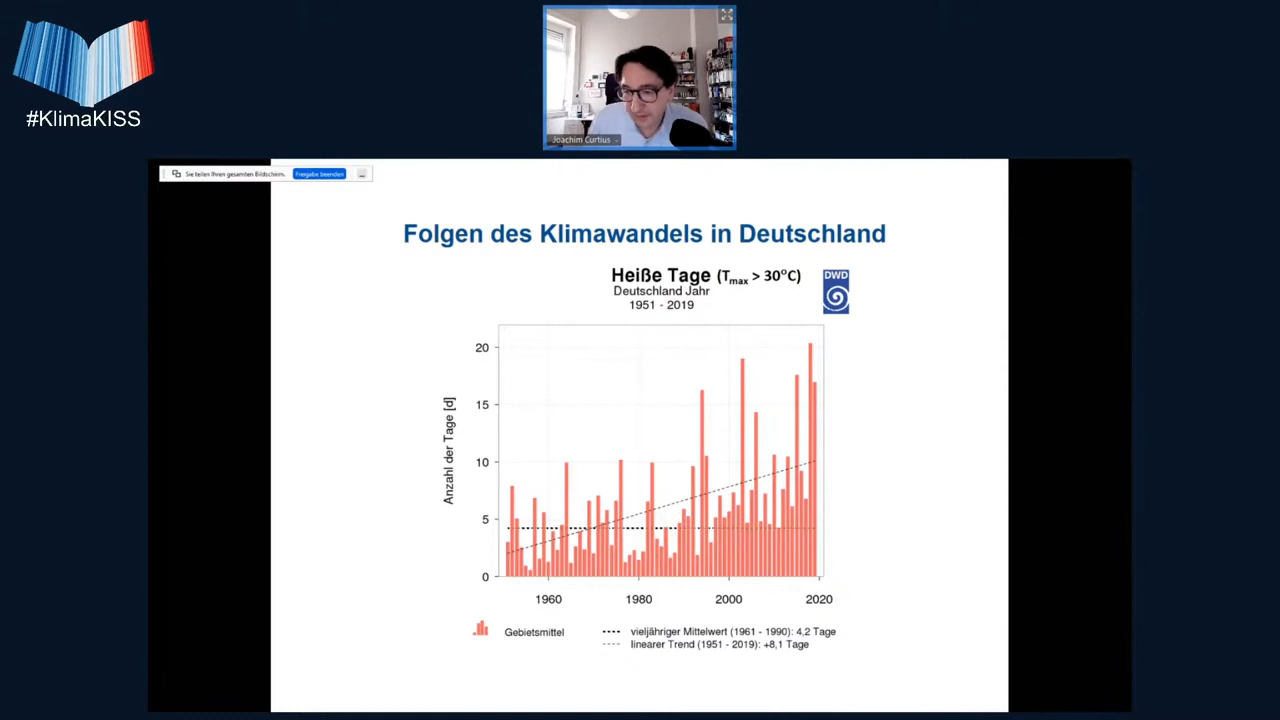 #KlimaKISS
Joachim Curtius
Sie teilen Ihren gesamten Bildschirm.
Freigabe beenden
...
Folgen des Klimawandels in Deutschland
Heiße Tage (Tmax > 30°C)
DWD
Deutschland Jahr
1951 - 2019
Anzahl der Tage [d]
20
15
10
5
0
1960
1980
2000
2020
Gebietsmittel
vieljähriger Mittelwert (1961 - 1990): 4,2 Tage
linearer Trend (1951 - 2019): +8,1 Tage